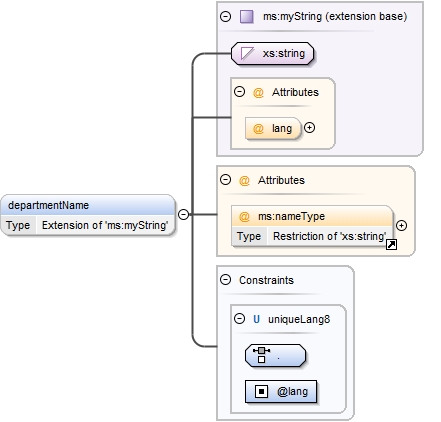 ms:myString (extension base)
xs:string
@ Attributes
@ lang
@ Attributes
departmentName
Type Extension of 'ms:myString'
@ ms:nameType
Type Restriction of 'xs:string'
Constraints
U uniqueLang8
.
@lang